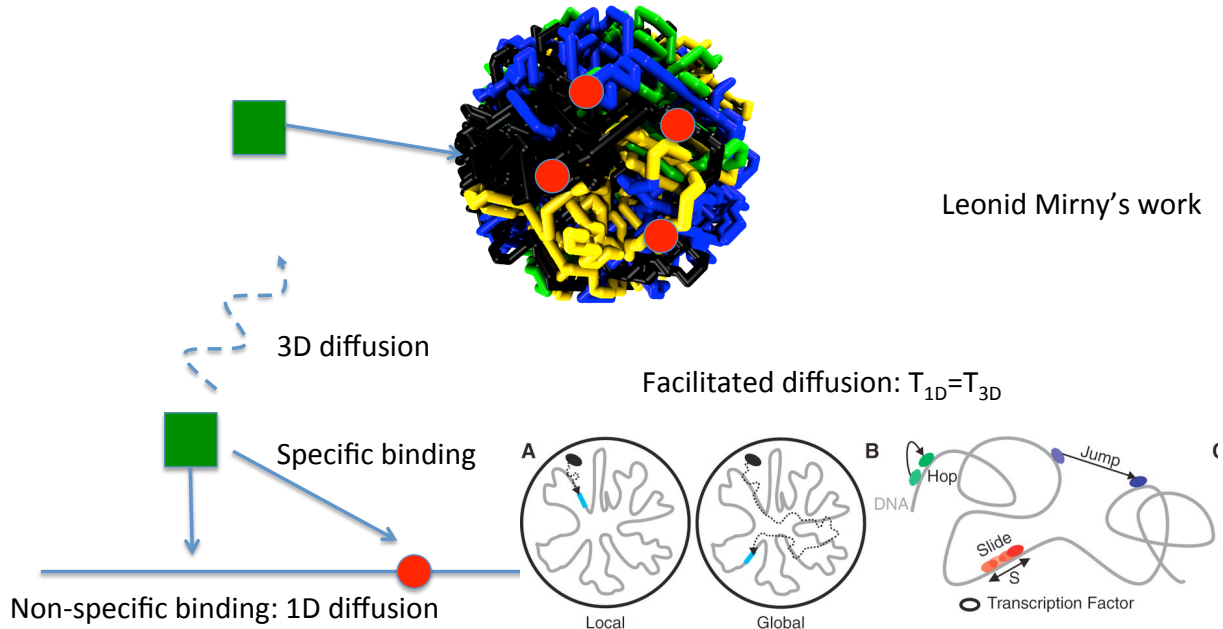 Leonid Mirny’s work
3D diffusion
Facilitated diffusion: T1D=T3D
Specific binding
Non-specific binding: 1D diffusion
A
Local
Global
B
Hop
DNA
Jump
Slide
S
Transcription Factor
C